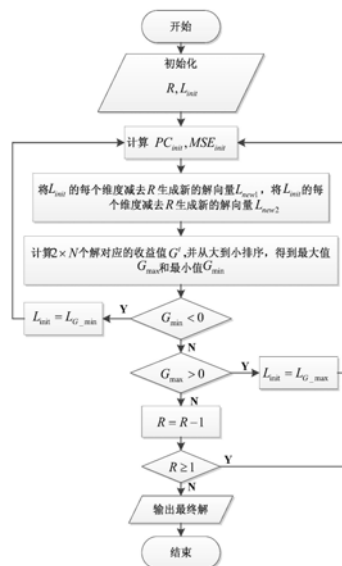 开始
初始化
R, L_init
计算 PC_init, MSE_init
将L_init 的每个维度减去R生成新的解向量L_new1，将L_init的每
个维度减去R生成新的解向量L_new2
计算2×N个解对应的收益值G^i,并从大到小排序，得到最大值
G_max和最小值G_min
L_init = L_G_min
Y
G_min < 0
N
G_max > 0
Y
L_init = L_G_max
N
R = R − 1
R ≥ 1
Y
N
输出最终解
结束